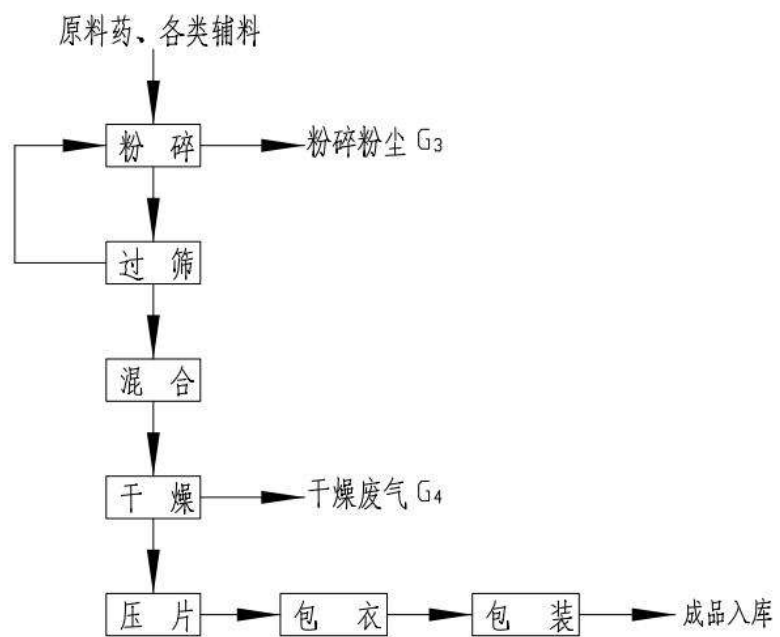 原料药、各类辅料
粉碎
粉碎粉尘 G₃
过筛
混合
干燥
干燥废气 G₄
压片
包衣
包装
成品入库